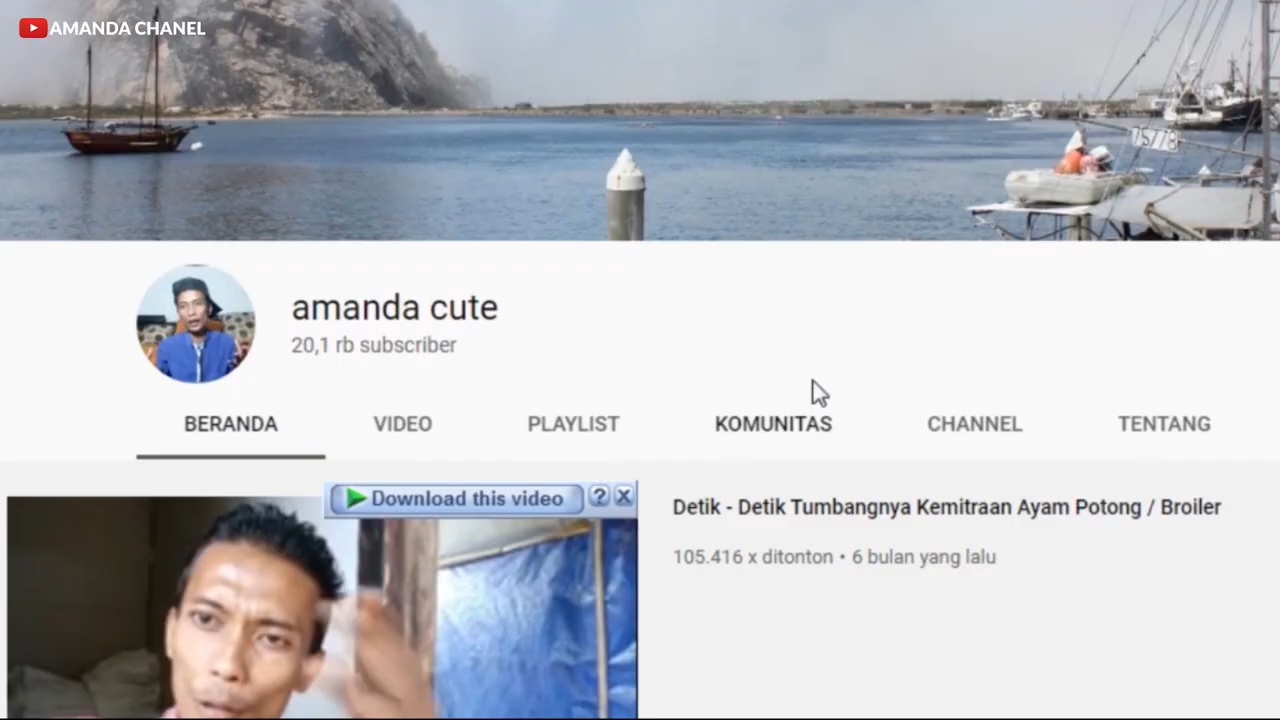 AMANDA CHANEL
75778
amanda cute
20,1 rb subscriber
BERANDA VIDEO PLAYLIST KOMUNITAS CHANNEL TENTANG
Download this video ? X
Detik - Detik Tumbangnya Kemitraan Ayam Potong / Broiler
105.416 x ditonton • 6 bulan yang lalu